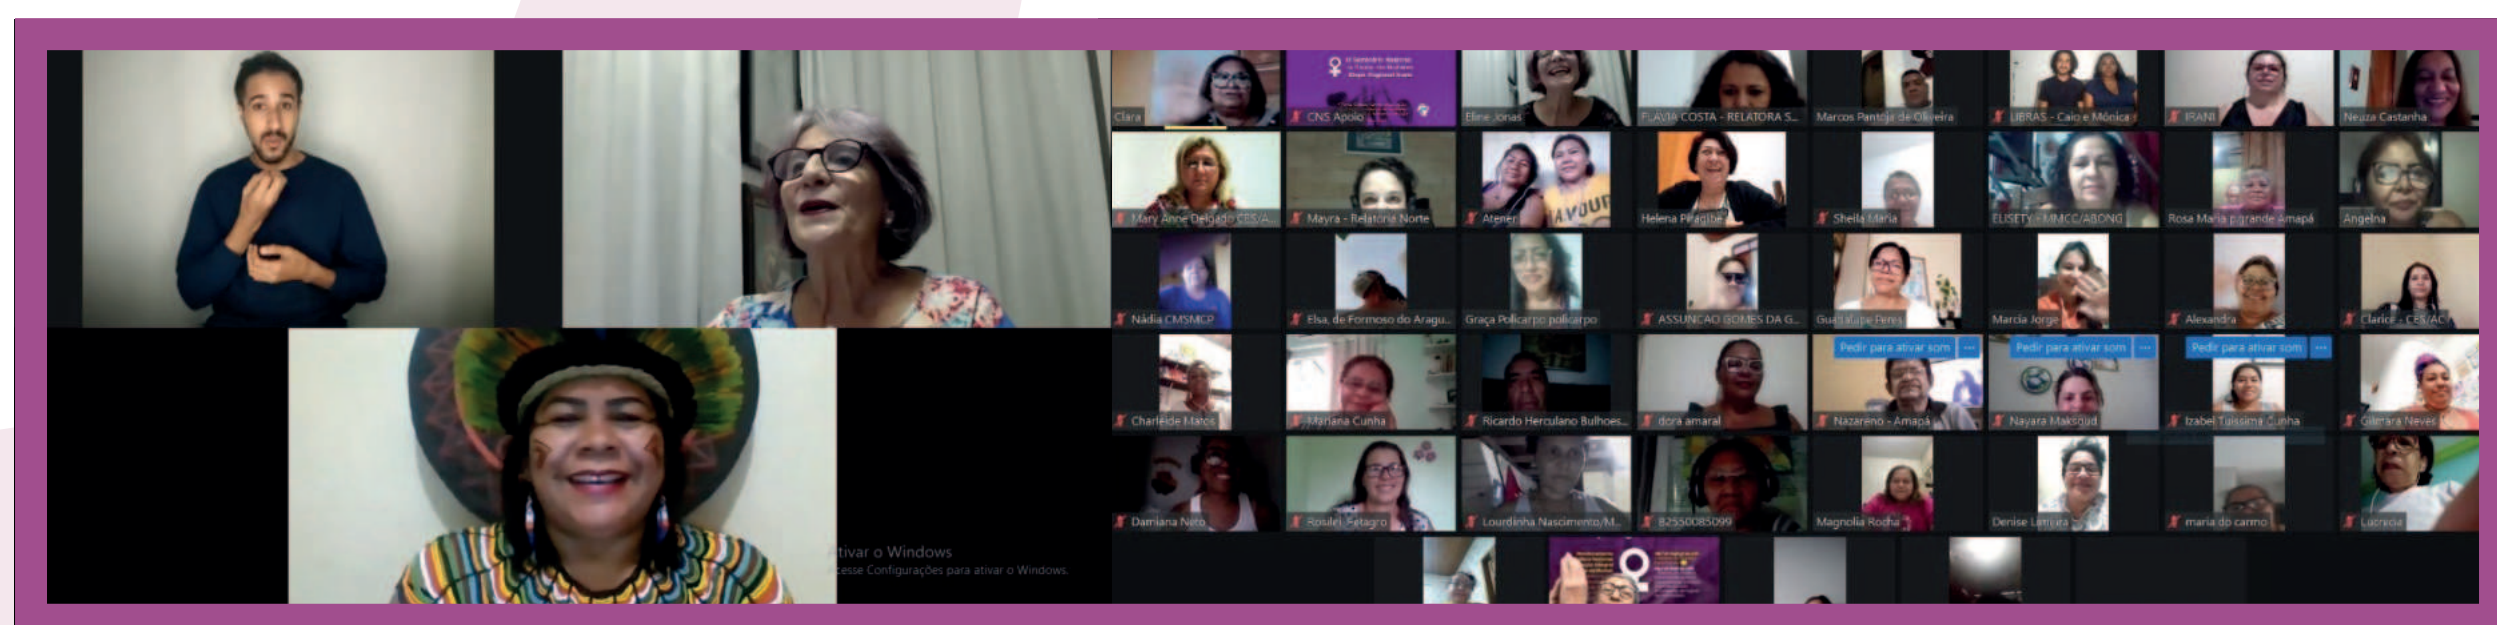 Clara
CNS Apoio
Eline Jonas
FLAVIA COSTA - RELATORA S...
Marcos Pantoja de Oliveira
LIBRAS - Caio e Mônica
IRANI
Neuza Castanha
Mary Anne Delgado CES/A...
Mayra - Relatoria Norte
Atener
Helena Piragibe
Sheila Maria
ELISETY - MMCC/ABONG
Rosa Maria p.grande Amapá
Angelna
Nádia CMSMCP
Elsa, de Formoso do Aragu...
Graça Policarpo policarpo
ASSUNCAO GOMES DA G...
Guadalupe Peres
Marcia Jorge
Alexandra
Clarice - CES/AC
Pedir para ativar som ...
Pedir para ativar som ...
Pedir para ativar som ...
Charleide Matos
Mariana Cunha
Ricardo Herculano Bulhoes...
dora amaral
Nazareno - Amapá
Nayara Maksoud
Izabel Tuíssima Cunha
Gilmara Neves
Damiana Neto
Rosilei
Lourdinha Nascimento/M...
82550085099
Magnolia Rocha
Denise
maria do carmo
Lucrecia
Ativar o Windows
Acesse Configurações para ativar o Windows.